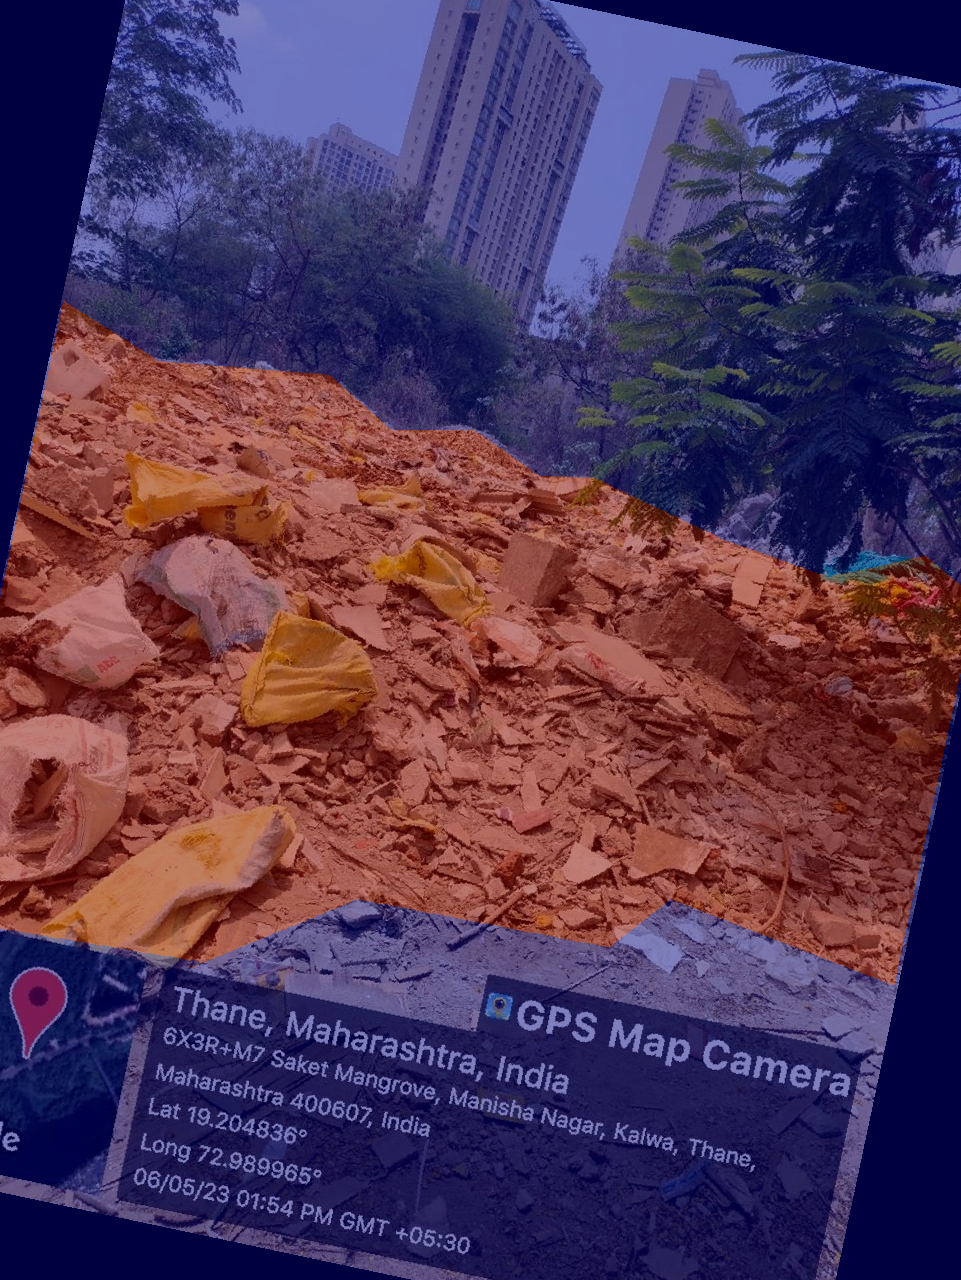 GPS Map Camera
Thane, Maharashtra, India
6X3R+M7 Saket Mangrove, Manisha Nagar, Kalwa, Thane,
Maharashtra 400607, India
Lat 19.204836°
Long 72.989965°
06/05/23 01:54 PM GMT +05:30
le